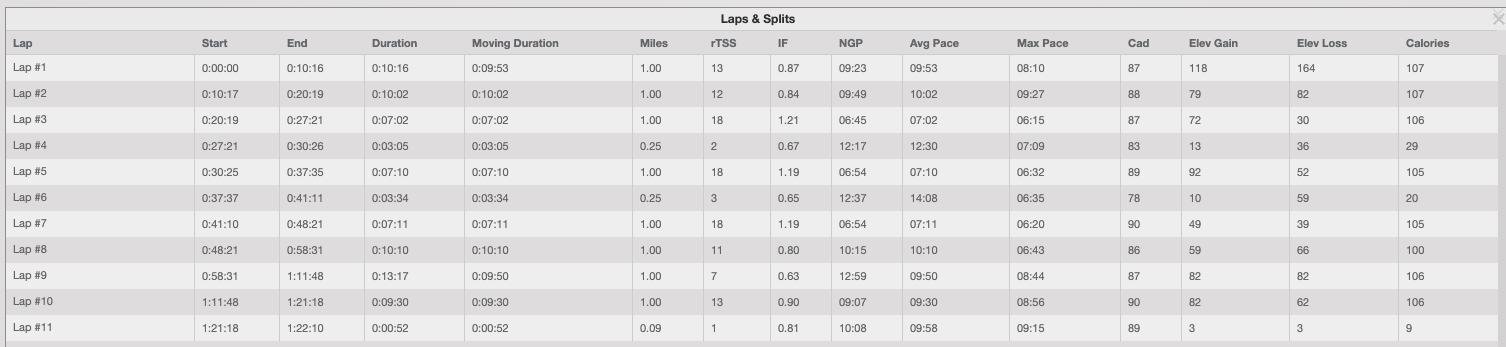 Laps & Splits
Lap Start End Duration Moving Duration Miles rTSS IF NGP Avg Pace Max Pace Cad Elev Gain Elev Loss Calories
Lap #1 0:00:00 0:10:16 0:10:16 0:09:53 1.00 13 0.87 09:23 09:53 08:10 87 118 164 107
Lap #2 0:10:17 0:20:19 0:10:02 0:10:02 1.00 12 0.84 09:49 10:02 09:27 88 79 82 107
Lap #3 0:20:19 0:27:21 0:07:02 0:07:02 1.00 18 1.21 06:45 07:02 06:15 87 72 30 106
Lap #4 0:27:21 0:30:26 0:03:05 0:03:05 0.25 2 0.67 12:17 12:30 07:09 83 13 36 29
Lap #5 0:30:25 0:37:35 0:07:10 0:07:10 1.00 18 1.19 06:54 07:10 06:32 89 92 52 105
Lap #6 0:37:37 0:41:11 0:03:34 0:03:34 0.25 3 0.65 12:37 14:08 06:35 78 10 59 20
Lap #7 0:41:10 0:48:21 0:07:11 0:07:11 1.00 18 1.19 06:54 07:11 06:20 90 49 39 105
Lap #8 0:48:21 0:58:31 0:10:10 0:10:10 1.00 11 0.80 10:15 10:10 06:43 86 59 66 100
Lap #9 0:58:31 1:11:48 0:13:17 0:09:50 1.00 7 0.63 12:59 09:50 08:44 87 82 82 106
Lap #10 1:11:48 1:21:18 0:09:30 0:09:30 1.00 13 0.90 09:07 09:30 08:56 90 82 62 106
Lap #11 1:21:18 1:22:10 0:00:52 0:00:52 0.09 1 0.81 10:08 09:58 09:15 89 3 3 9